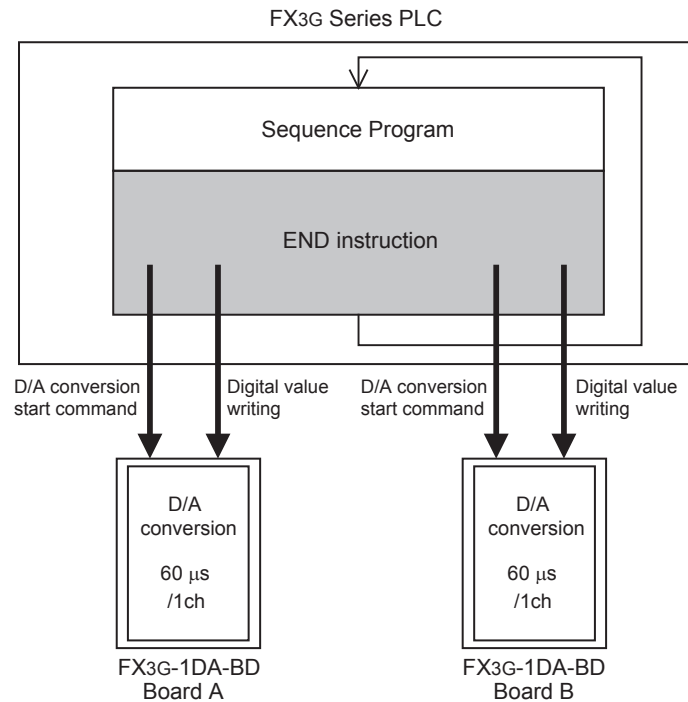 FX3G Series PLC
Sequence Program
END instruction
D/A conversion
start command
Digital value
writing
D/A conversion
start command
Digital value
writing
D/A
conversion
60 μs
/1ch
D/A
conversion
60 μs
/1ch
FX3G-1DA-BD
Board A
FX3G-1DA-BD
Board B